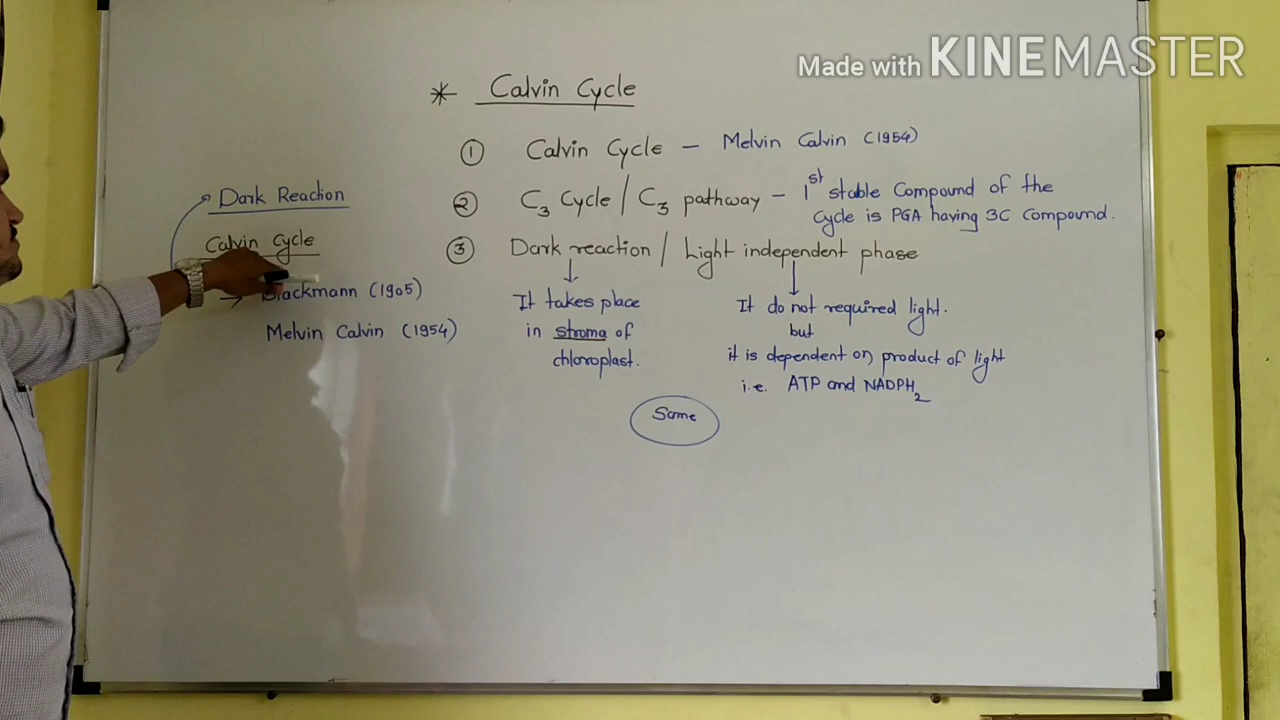 Made with KINEMASTER
* Calvin Cycle
① Calvin Cycle — Melvin Calvin (1954)
② C₃ Cycle / C₃ pathway — 1st stable Compound of the
Cycle is PGA having 3C compound.
③ Dark reaction / Light independent phase
It takes place
in stroma of
chloroplast.
It do not required light.
but
it is dependent on product of light
i.e. ATP and NADPH₂
Same
Dark Reaction
Calvin Cycle
→ Blackmann (1905)
Melvin Calvin (1954)